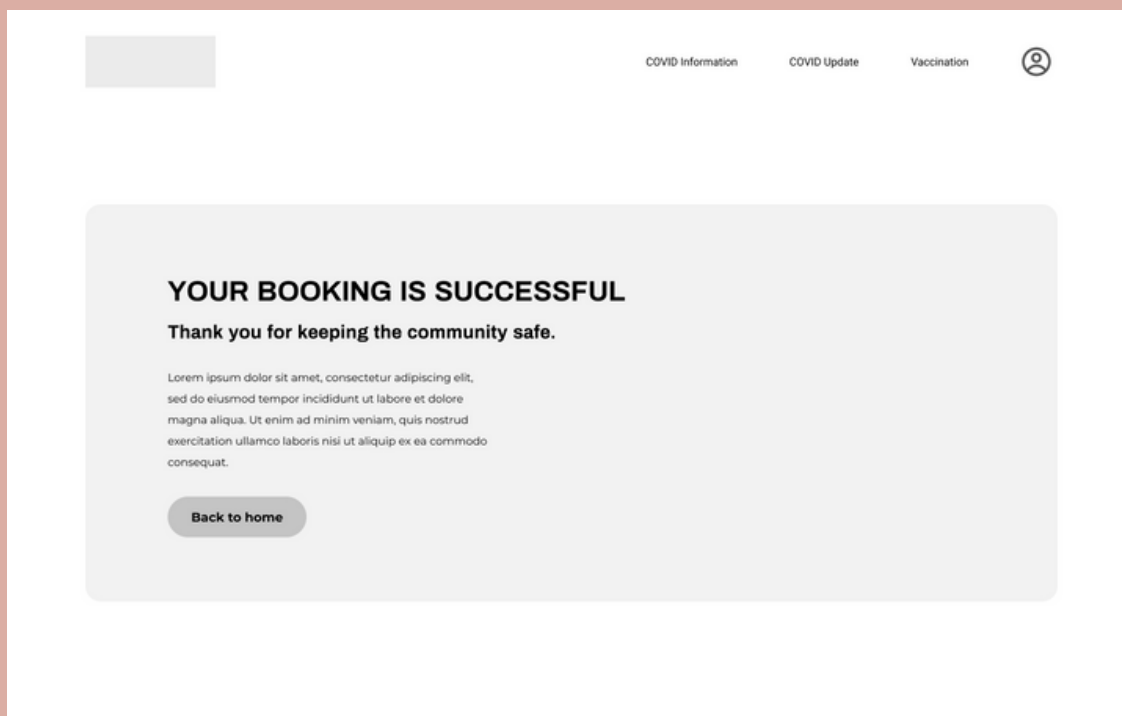 COVID Information
COVID Update
Vaccination
YOUR BOOKING IS SUCCESSFUL
Thank you for keeping the community safe.
Lorem ipsum dolor sit amet, consectetur adipiscing elit,
sed do eiusmod tempor incididunt ut labore et dolore
magna aliqua. Ut enim ad minim veniam, quis nostrud
exercitation ullamco laboris nisi ut aliquip ex ea commodo
consequat.
Back to home